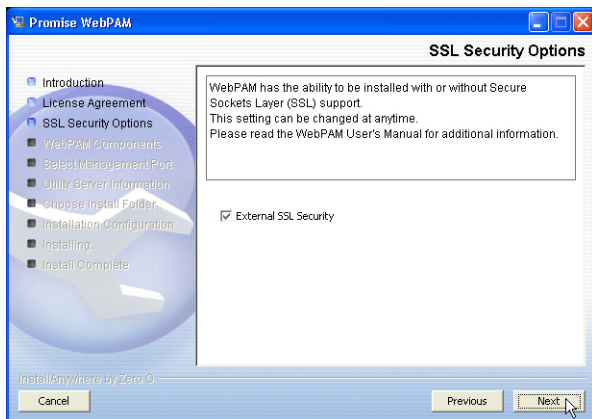 Promise WebPAM
SSL Security Options
Introduction
License Agreement
SSL Security Options
WebPAM Components
Select Management Port
Utility Server Information
Choose Install Folder
Installation Configuration
Installing...
Install Complete
WebPAM has the ability to be installed with or without Secure
Sockets Layer (SSL) support.
This setting can be changed at anytime.
Please read the WebPAM User's Manual for additional information.
External SSL Security
InstallAnywhere by Zero G
Cancel
Previous
Next